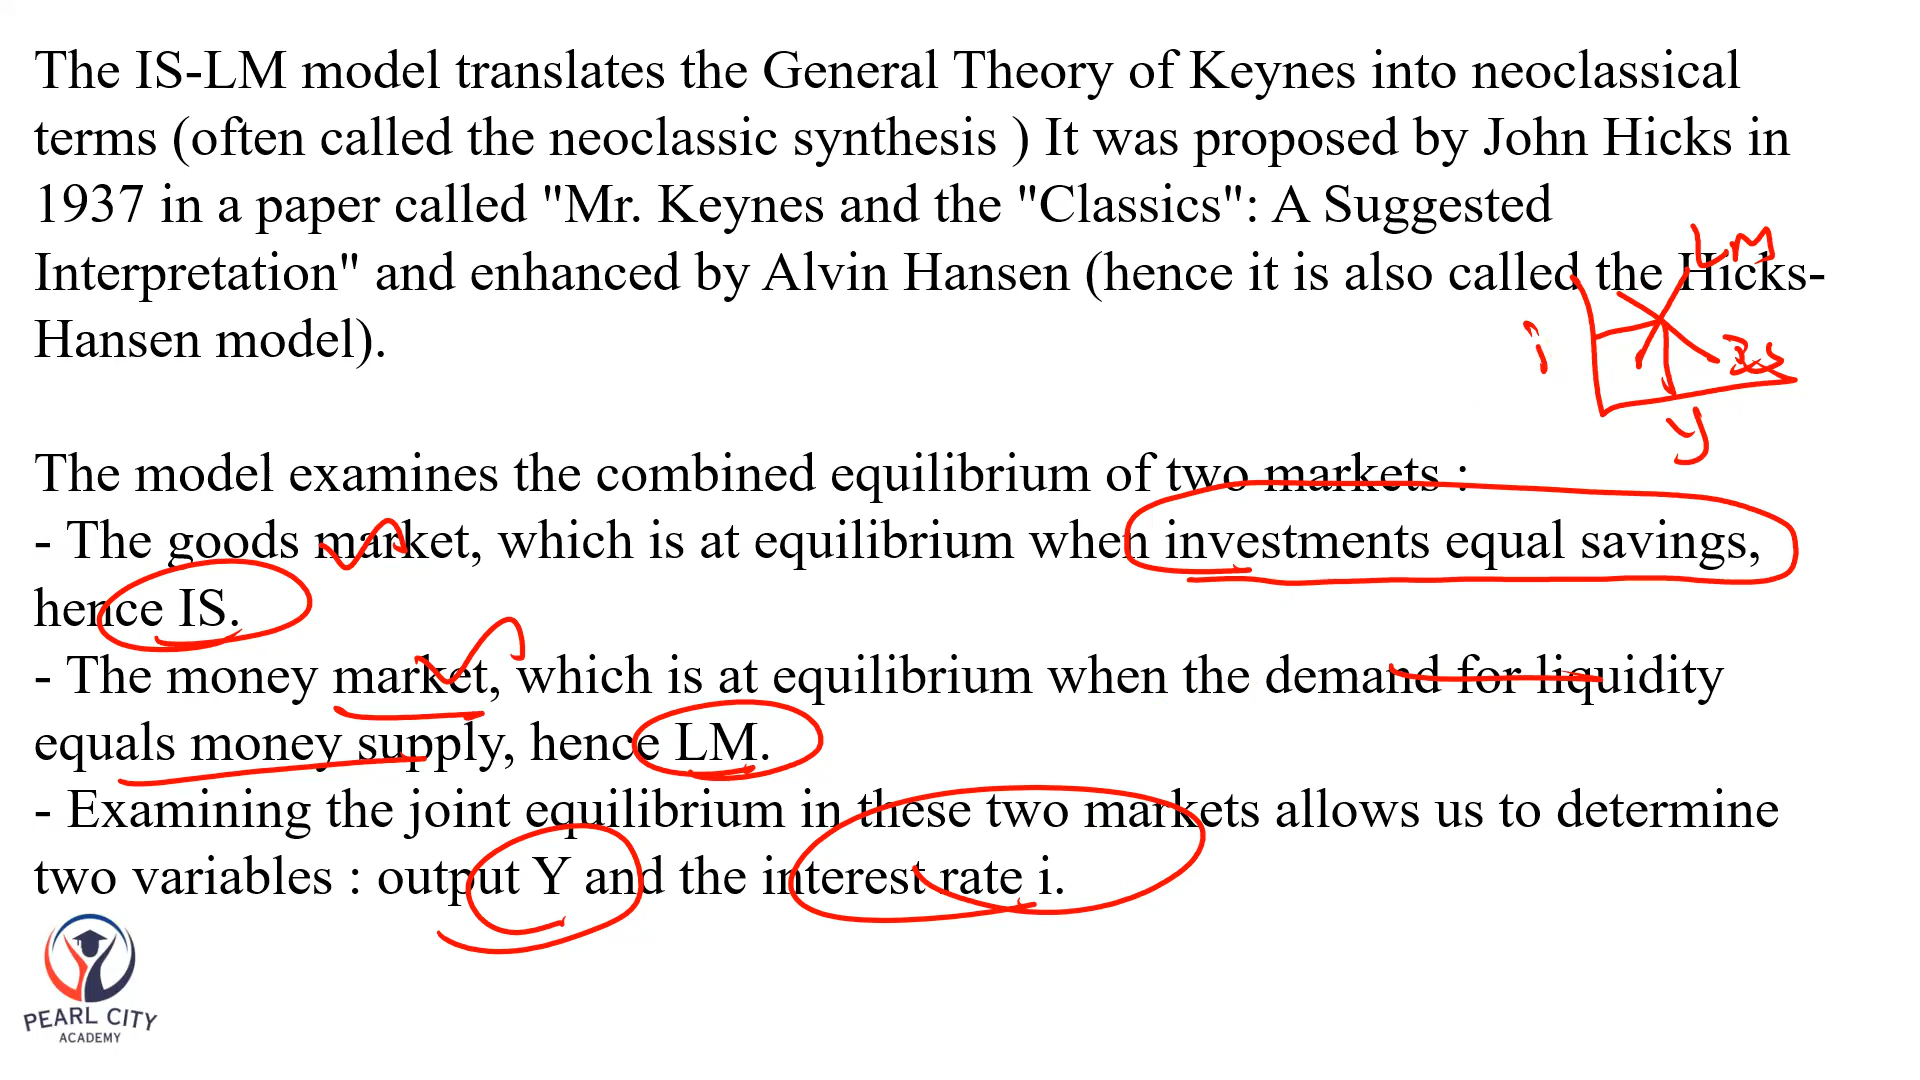 The IS-LM model translates the General Theory of Keynes into neoclassical
terms (often called the neoclassic synthesis ) It was proposed by John Hicks in
1937 in a paper called "Mr. Keynes and the "Classics": A Suggested
Interpretation" and enhanced by Alvin Hansen (hence it is also called the Hicks-
Hansen model).
LM
i
IS
y
The model examines the combined equilibrium of two markets :
- The goods market, which is at equilibrium when investments equal savings,
hence IS.
- The money market, which is at equilibrium when the demand for liquidity
equals money supply, hence LM.
- Examining the joint equilibrium in these two markets allows us to determine
two variables : output Y and the interest rate i.
PEARL CITY
ACADEMY